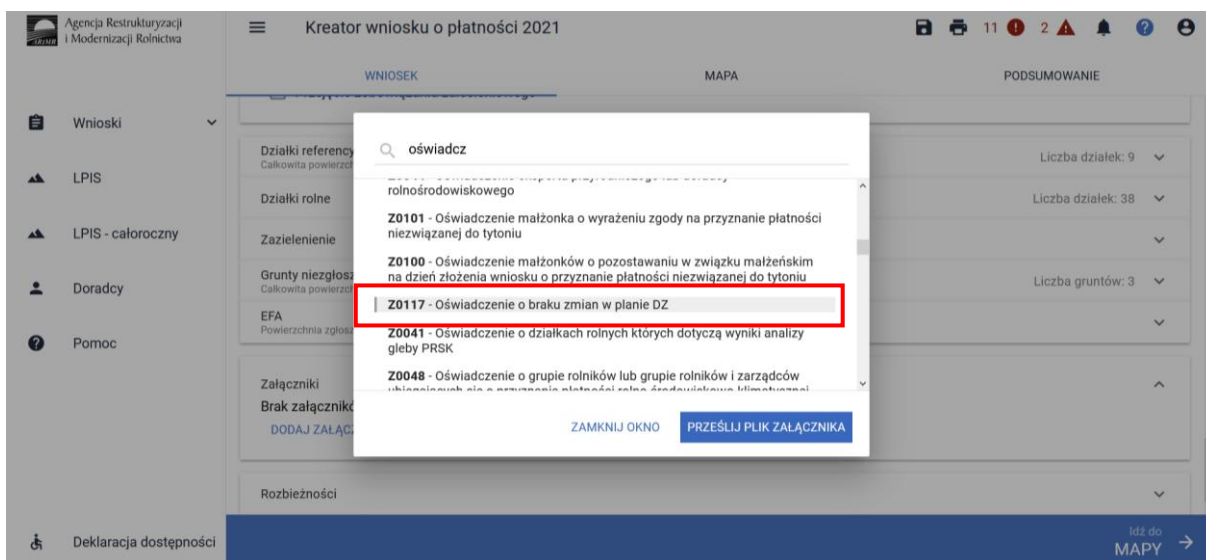 Agencja Restrukturyzacji
i Modernizacji Rolnictwa
ARiMR
Kreator wniosku o płatności 2021
11
2
WNIOSEK
MAPA
PODSUMOWANIE
Wnioski
LPIS
LPIS - całoroczny
Doradcy
Pomoc
Deklaracja dostępności
Działki referency
Całkowita powierzch
Liczba działek: 9
Działki rolne
Liczba działek: 38
Zazielenienie
Grunty niezgłosz
Całkowita powierzch
Liczba gruntów: 3
EFA
Powierzchnia zgłosz
Załączniki
Brak załącznikó
DODAJ ZAŁĄCZ
Rozbieżności
Idź do
MAPY
oświadcz
rolnośrodowiskowego
Z0101 - Oświadczenie małżonka o wyrażeniu zgody na przyznanie płatności
niezwiązanej do tytoniu
Z0100 - Oświadczenie małżonków o pozostawaniu w związku małżeńskim
na dzień złożenia wniosku o przyznanie płatności niezwiązanej do tytoniu
Z0117 - Oświadczenie o braku zmian w planie DZ
Z0041 - Oświadczenie o działkach rolnych których dotyczą wyniki analizy
gleby PRSK
Z0048 - Oświadczenie o grupie rolników lub grupie rolników i zarządców
ZAMKNIJ OKNO
PRZEŚLIJ PLIK ZAŁĄCZNIKA